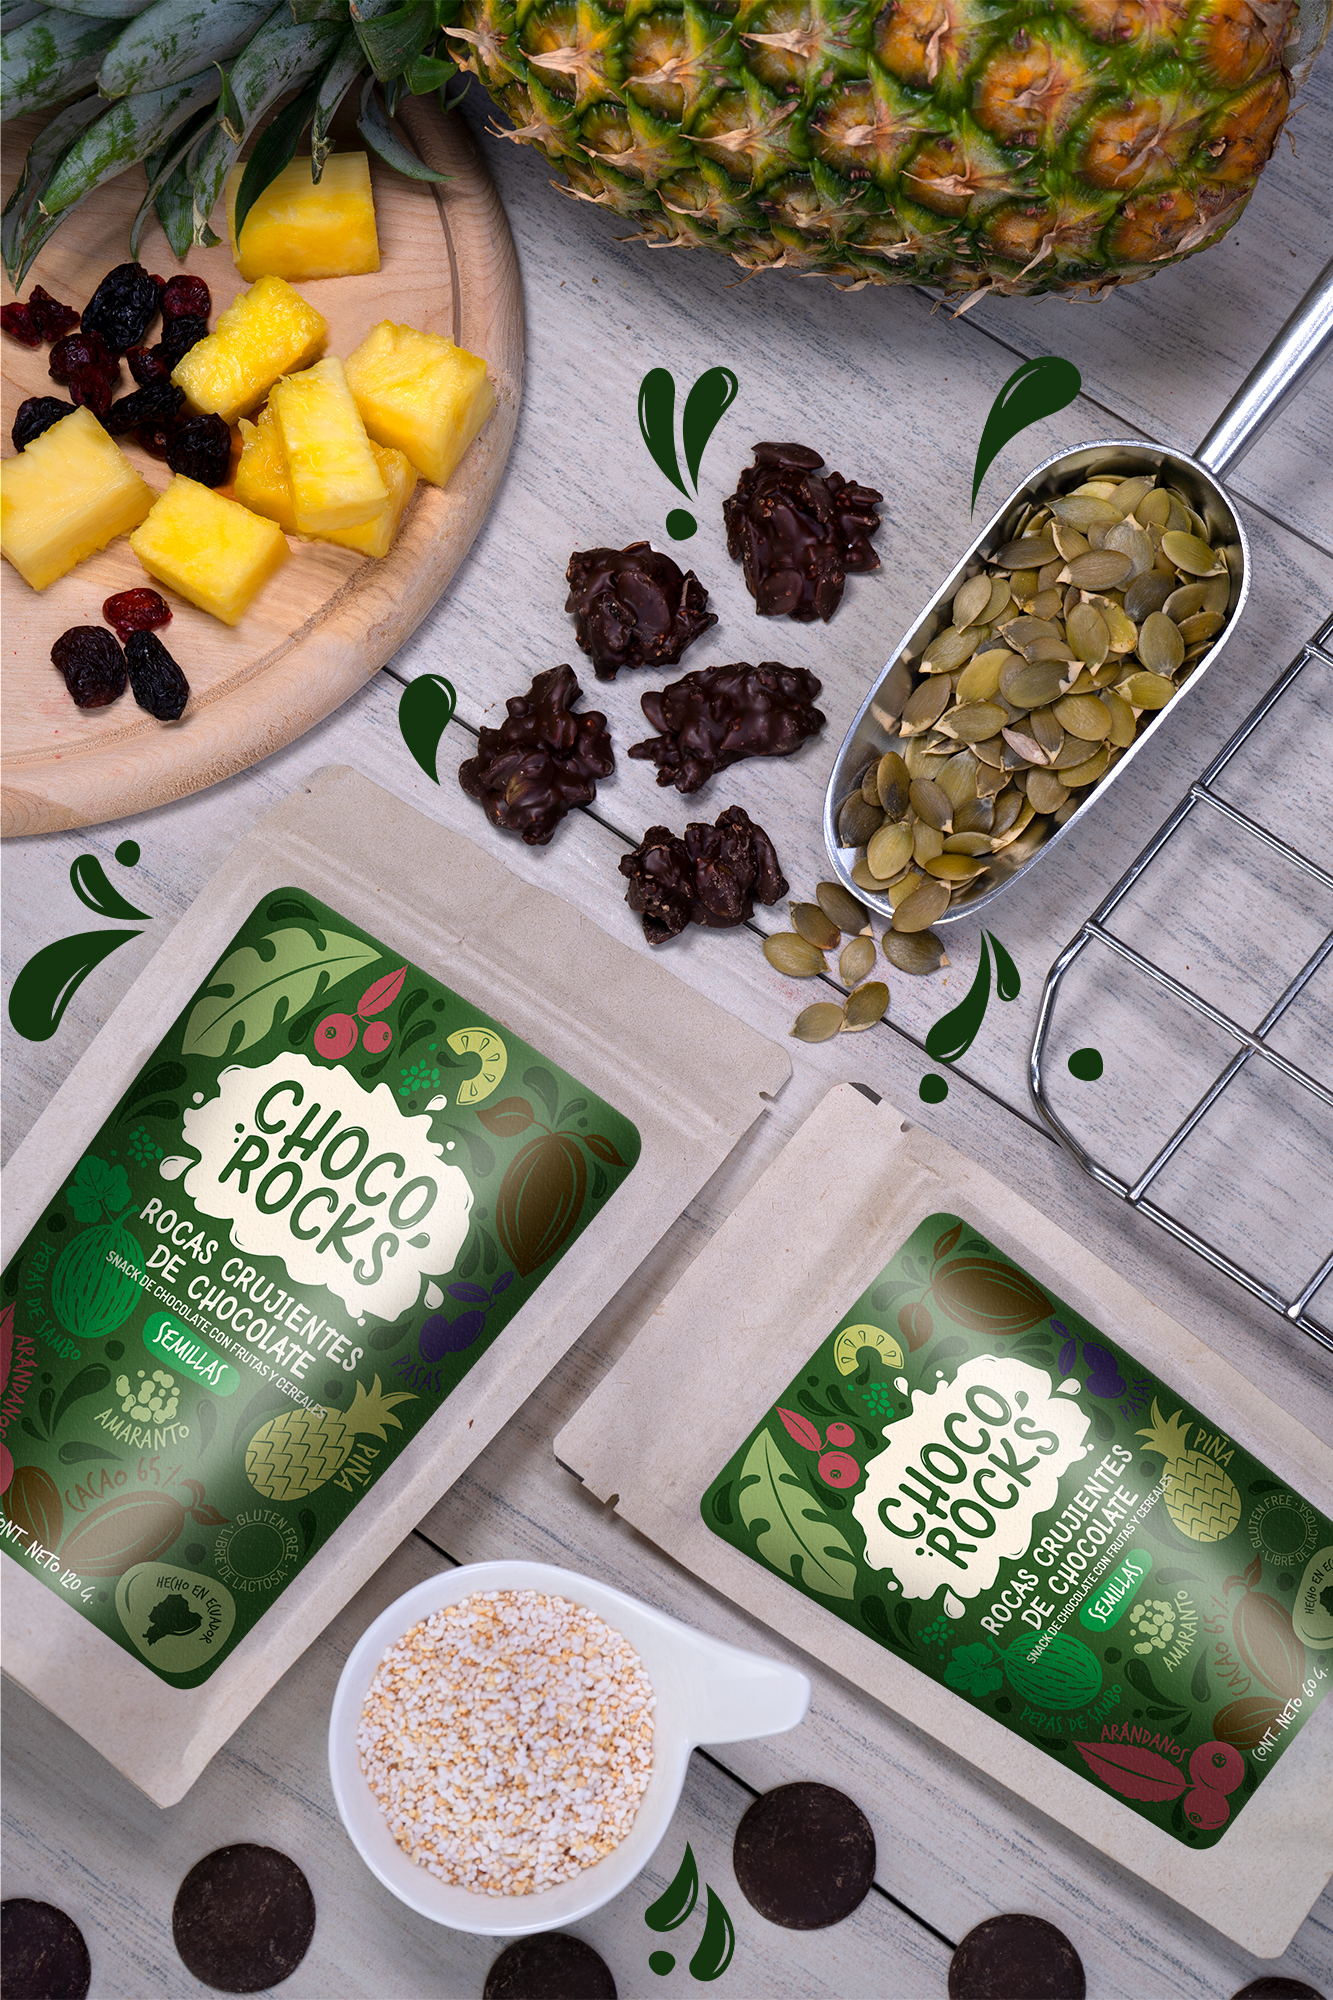 CHOCO
ROCKS
ROCAS CRUJIENTES
DE CHOCOLATE
SNACK DE CHOCOLATE CON FRUTAS Y CEREALES
SEMILLAS
PEPAS DE SAMBO
PASAS
ARÁNDANOS
AMARANTO
PIÑA
CACAO 65%
GLUTEN FREE
LIBRE DE LACTOSA
HECHO EN ECUADOR
CONT. NETO 120 G.
CHOCO
ROCKS
ROCAS CRUJIENTES
DE CHOCOLATE
SNACK DE CHOCOLATE CON FRUTAS Y CEREALES
SEMILLAS
PASAS
PIÑA
GLUTEN FREE
LIBRE DE LACTOSA
HECHO EN
AMARANTO
CACAO 65%
PEPAS DE SAMBO
ARÁNDANOS
CONT. NETO 60 G.